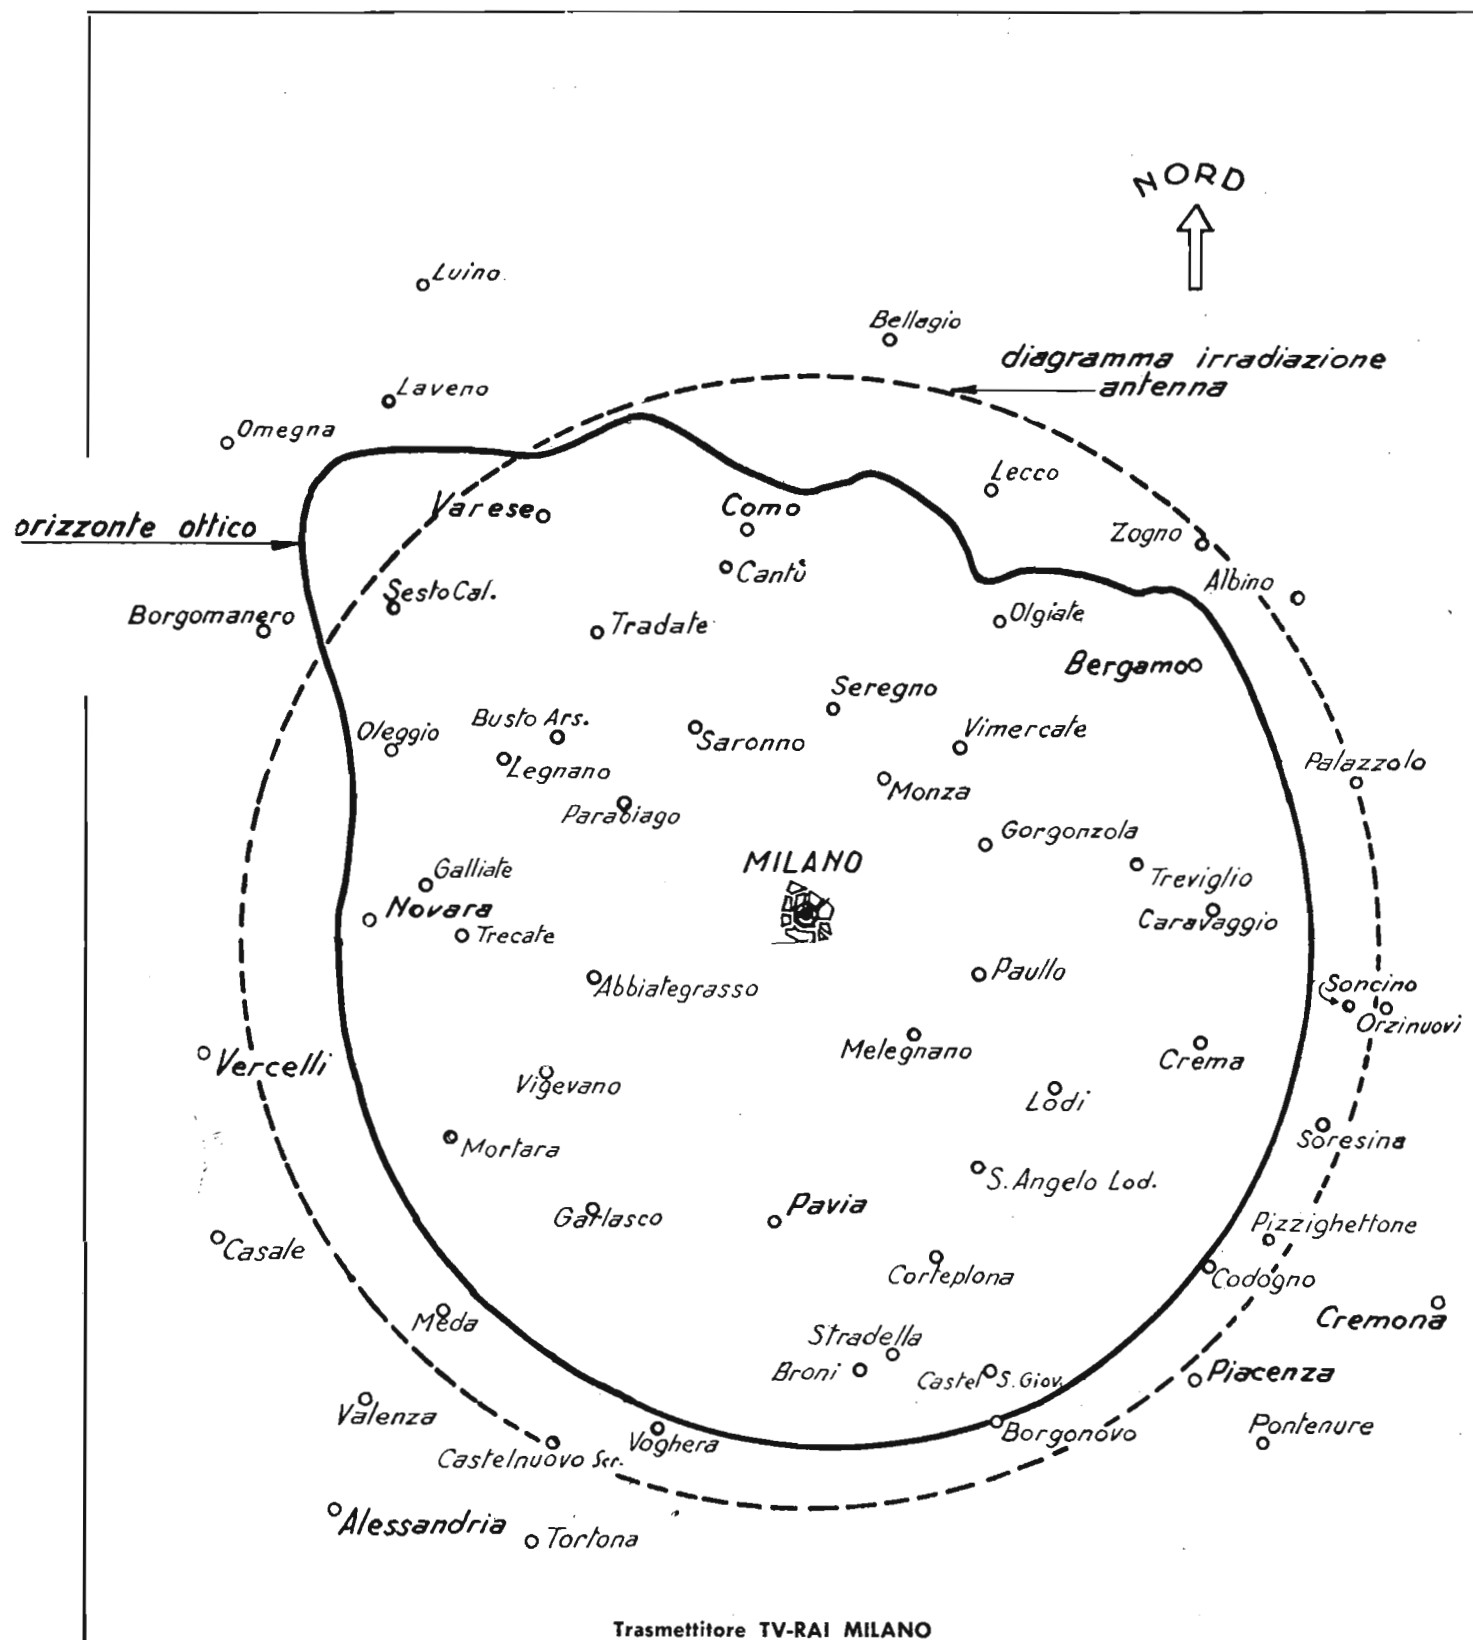 NORD
Luino
Bellagio
diagramma irradiazione
antenna
Laveno
Omegna
Lecco
Varese
Como
orizzonte ottico
Zogno
Cantù
Albino
Sesto Cal.
Borgomanero
Tradate
Olgiate
Bergamo
Seregno
Busto Ars.
Oleggio
Saronno
Vimercate
Legnano
Palazzolo
Monza
Parabiago
Gorgonzola
MILANO
Galliate
Treviglio
Novara
Caravaggio
Trecate
Paullo
Abbiategrasso
Soncino
Orzinuovi
Melegnano
Crema
Vercelli
Vigevano
Lodi
Mortara
Soresina
S. Angelo Lod.
Pavia
Garlasco
Pizzighettone
Casale
Corteplona
Codogno
Meda
Cremona
Stradella
Broni
Castel S. Giov.
Piacenza
Valenza
Borgonovo
Pontenure
Voghera
Castelnuovo Scr.
Alessandria
Tortona
Trasmettitore TV-RAI MILANO